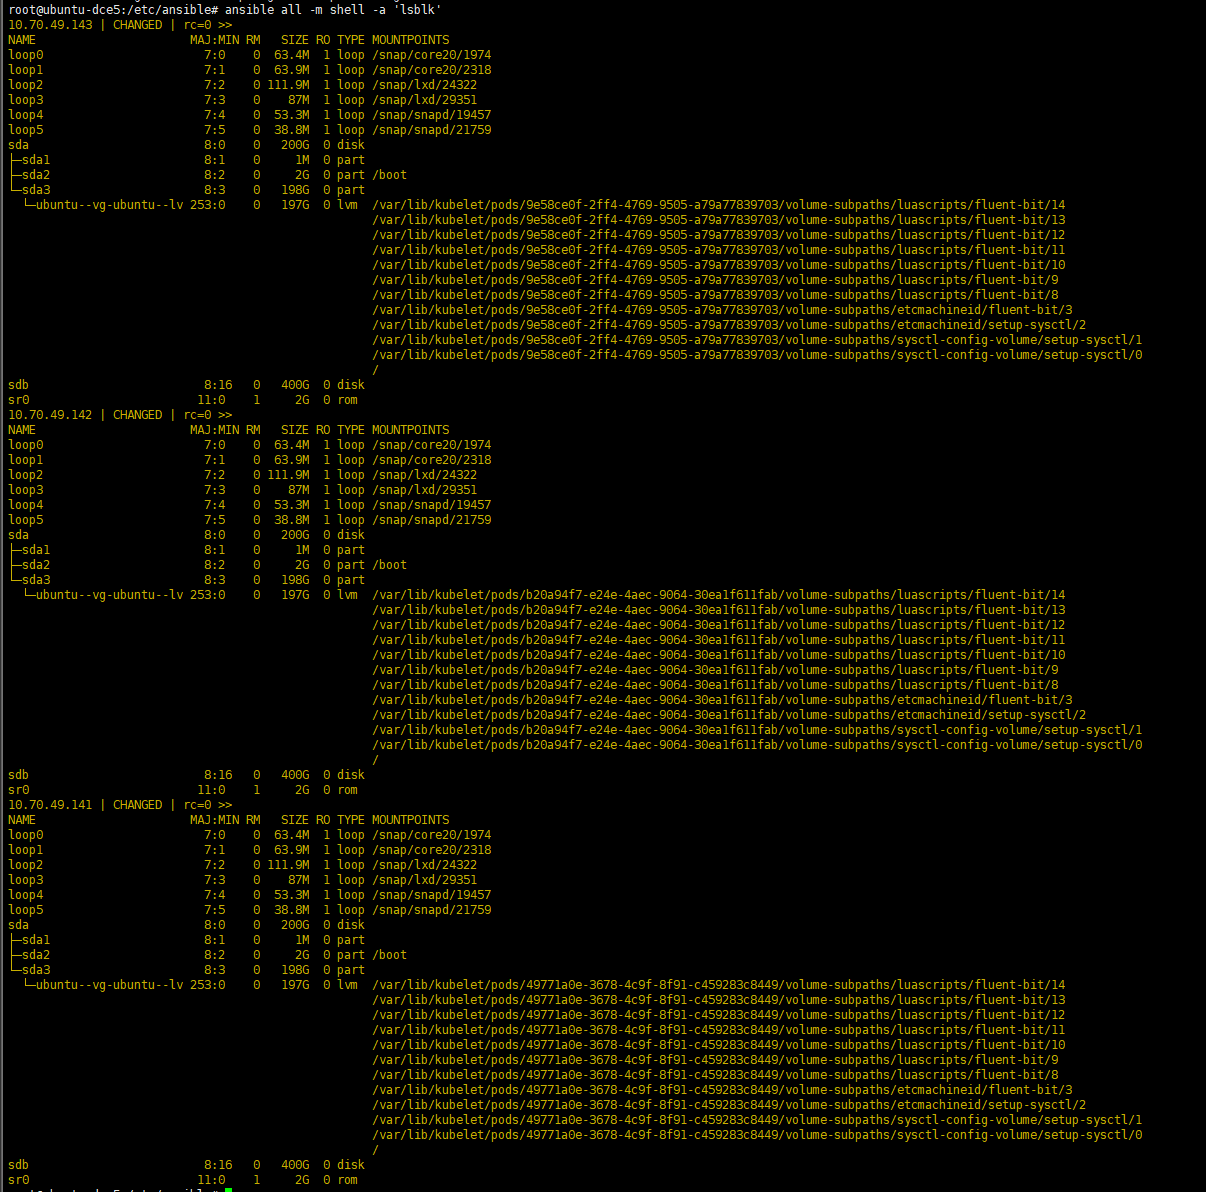 root@ubuntu-dce5:/etc/ansible# ansible all -m shell -a 'lsblk'
10.70.49.143 | CHANGED | rc=0 >>
NAME                      MAJ:MIN RM   SIZE RO TYPE MOUNTPOINTS
loop0                       7:0    0  63.4M  1 loop /snap/core20/1974
loop1                       7:1    0  63.9M  1 loop /snap/core20/2318
loop2                       7:2    0 111.9M  1 loop /snap/lxd/24322
loop3                       7:3    0    87M  1 loop /snap/lxd/29351
loop4                       7:4    0  53.3M  1 loop /snap/snapd/19457
loop5                       7:5    0  38.8M  1 loop /snap/snapd/21759
sda                         8:0    0   200G  0 disk
├─sda1                      8:1    0     1M  0 part
├─sda2                      8:2    0     2G  0 part /boot
└─sda3                      8:3    0   198G  0 part
  └─ubuntu--vg-ubuntu--lv 253:0    0   197G  0 lvm  /var/lib/kubelet/pods/9e58ce0f-2ff4-4769-9505-a79a77839703/volume-subpaths/luascripts/fluent-bit/14
/var/lib/kubelet/pods/9e58ce0f-2ff4-4769-9505-a79a77839703/volume-subpaths/luascripts/fluent-bit/13
/var/lib/kubelet/pods/9e58ce0f-2ff4-4769-9505-a79a77839703/volume-subpaths/luascripts/fluent-bit/12
/var/lib/kubelet/pods/9e58ce0f-2ff4-4769-9505-a79a77839703/volume-subpaths/luascripts/fluent-bit/11
/var/lib/kubelet/pods/9e58ce0f-2ff4-4769-9505-a79a77839703/volume-subpaths/luascripts/fluent-bit/10
/var/lib/kubelet/pods/9e58ce0f-2ff4-4769-9505-a79a77839703/volume-subpaths/luascripts/fluent-bit/9
/var/lib/kubelet/pods/9e58ce0f-2ff4-4769-9505-a79a77839703/volume-subpaths/luascripts/fluent-bit/8
/var/lib/kubelet/pods/9e58ce0f-2ff4-4769-9505-a79a77839703/volume-subpaths/etcmachineid/fluent-bit/3
/var/lib/kubelet/pods/9e58ce0f-2ff4-4769-9505-a79a77839703/volume-subpaths/etcmachineid/setup-sysctl/2
/var/lib/kubelet/pods/9e58ce0f-2ff4-4769-9505-a79a77839703/volume-subpaths/sysctl-config-volume/setup-sysctl/1
/var/lib/kubelet/pods/9e58ce0f-2ff4-4769-9505-a79a77839703/volume-subpaths/sysctl-config-volume/setup-sysctl/0
/
sdb                         8:16   0   400G  0 disk
sr0                        11:0    1     2G  0 rom
10.70.49.142 | CHANGED | rc=0 >>
NAME                      MAJ:MIN RM   SIZE RO TYPE MOUNTPOINTS
loop0                       7:0    0  63.4M  1 loop /snap/core20/1974
loop1                       7:1    0  63.9M  1 loop /snap/core20/2318
loop2                       7:2    0 111.9M  1 loop /snap/lxd/24322
loop3                       7:3    0    87M  1 loop /snap/lxd/29351
loop4                       7:4    0  53.3M  1 loop /snap/snapd/19457
loop5                       7:5    0  38.8M  1 loop /snap/snapd/21759
sda                         8:0    0   200G  0 disk
├─sda1                      8:1    0     1M  0 part
├─sda2                      8:2    0     2G  0 part /boot
└─sda3                      8:3    0   198G  0 part
  └─ubuntu--vg-ubuntu--lv 253:0    0   197G  0 lvm  /var/lib/kubelet/pods/b20a94f7-e24e-4aec-9064-30ea1f611fab/volume-subpaths/luascripts/fluent-bit/14
/var/lib/kubelet/pods/b20a94f7-e24e-4aec-9064-30ea1f611fab/volume-subpaths/luascripts/fluent-bit/13
/var/lib/kubelet/pods/b20a94f7-e24e-4aec-9064-30ea1f611fab/volume-subpaths/luascripts/fluent-bit/12
/var/lib/kubelet/pods/b20a94f7-e24e-4aec-9064-30ea1f611fab/volume-subpaths/luascripts/fluent-bit/11
/var/lib/kubelet/pods/b20a94f7-e24e-4aec-9064-30ea1f611fab/volume-subpaths/luascripts/fluent-bit/10
/var/lib/kubelet/pods/b20a94f7-e24e-4aec-9064-30ea1f611fab/volume-subpaths/luascripts/fluent-bit/9
/var/lib/kubelet/pods/b20a94f7-e24e-4aec-9064-30ea1f611fab/volume-subpaths/luascripts/fluent-bit/8
/var/lib/kubelet/pods/b20a94f7-e24e-4aec-9064-30ea1f611fab/volume-subpaths/etcmachineid/fluent-bit/3
/var/lib/kubelet/pods/b20a94f7-e24e-4aec-9064-30ea1f611fab/volume-subpaths/etcmachineid/setup-sysctl/2
/var/lib/kubelet/pods/b20a94f7-e24e-4aec-9064-30ea1f611fab/volume-subpaths/sysctl-config-volume/setup-sysctl/1
/var/lib/kubelet/pods/b20a94f7-e24e-4aec-9064-30ea1f611fab/volume-subpaths/sysctl-config-volume/setup-sysctl/0
/
sdb                         8:16   0   400G  0 disk
sr0                        11:0    1     2G  0 rom
10.70.49.141 | CHANGED | rc=0 >>
NAME                      MAJ:MIN RM   SIZE RO TYPE MOUNTPOINTS
loop0                       7:0    0  63.4M  1 loop /snap/core20/1974
loop1                       7:1    0  63.9M  1 loop /snap/core20/2318
loop2                       7:2    0 111.9M  1 loop /snap/lxd/24322
loop3                       7:3    0    87M  1 loop /snap/lxd/29351
loop4                       7:4    0  53.3M  1 loop /snap/snapd/19457
loop5                       7:5    0  38.8M  1 loop /snap/snapd/21759
sda                         8:0    0   200G  0 disk
├─sda1                      8:1    0     1M  0 part
├─sda2                      8:2    0     2G  0 part /boot
└─sda3                      8:3    0   198G  0 part
  └─ubuntu--vg-ubuntu--lv 253:0    0   197G  0 lvm  /var/lib/kubelet/pods/49771a0e-3678-4c9f-8f91-c459283c8449/volume-subpaths/luascripts/fluent-bit/14
/var/lib/kubelet/pods/49771a0e-3678-4c9f-8f91-c459283c8449/volume-subpaths/luascripts/fluent-bit/13
/var/lib/kubelet/pods/49771a0e-3678-4c9f-8f91-c459283c8449/volume-subpaths/luascripts/fluent-bit/12
/var/lib/kubelet/pods/49771a0e-3678-4c9f-8f91-c459283c8449/volume-subpaths/luascripts/fluent-bit/11
/var/lib/kubelet/pods/49771a0e-3678-4c9f-8f91-c459283c8449/volume-subpaths/luascripts/fluent-bit/10
/var/lib/kubelet/pods/49771a0e-3678-4c9f-8f91-c459283c8449/volume-subpaths/luascripts/fluent-bit/9
/var/lib/kubelet/pods/49771a0e-3678-4c9f-8f91-c459283c8449/volume-subpaths/luascripts/fluent-bit/8
/var/lib/kubelet/pods/49771a0e-3678-4c9f-8f91-c459283c8449/volume-subpaths/etcmachineid/fluent-bit/3
/var/lib/kubelet/pods/49771a0e-3678-4c9f-8f91-c459283c8449/volume-subpaths/etcmachineid/setup-sysctl/2
/var/lib/kubelet/pods/49771a0e-3678-4c9f-8f91-c459283c8449/volume-subpaths/sysctl-config-volume/setup-sysctl/1
/var/lib/kubelet/pods/49771a0e-3678-4c9f-8f91-c459283c8449/volume-subpaths/sysctl-config-volume/setup-sysctl/0
/
sdb                         8:16   0   400G  0 disk
sr0                        11:0    1     2G  0 rom